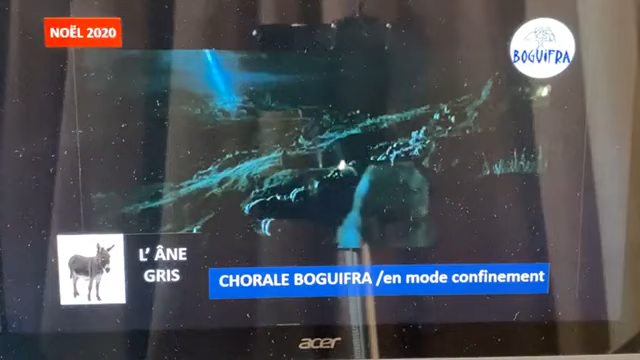 NOËL 2020
BOGUIFRA
L' ÂNE
GRIS
CHORALE BOGUIFRA /en mode confinement
acer